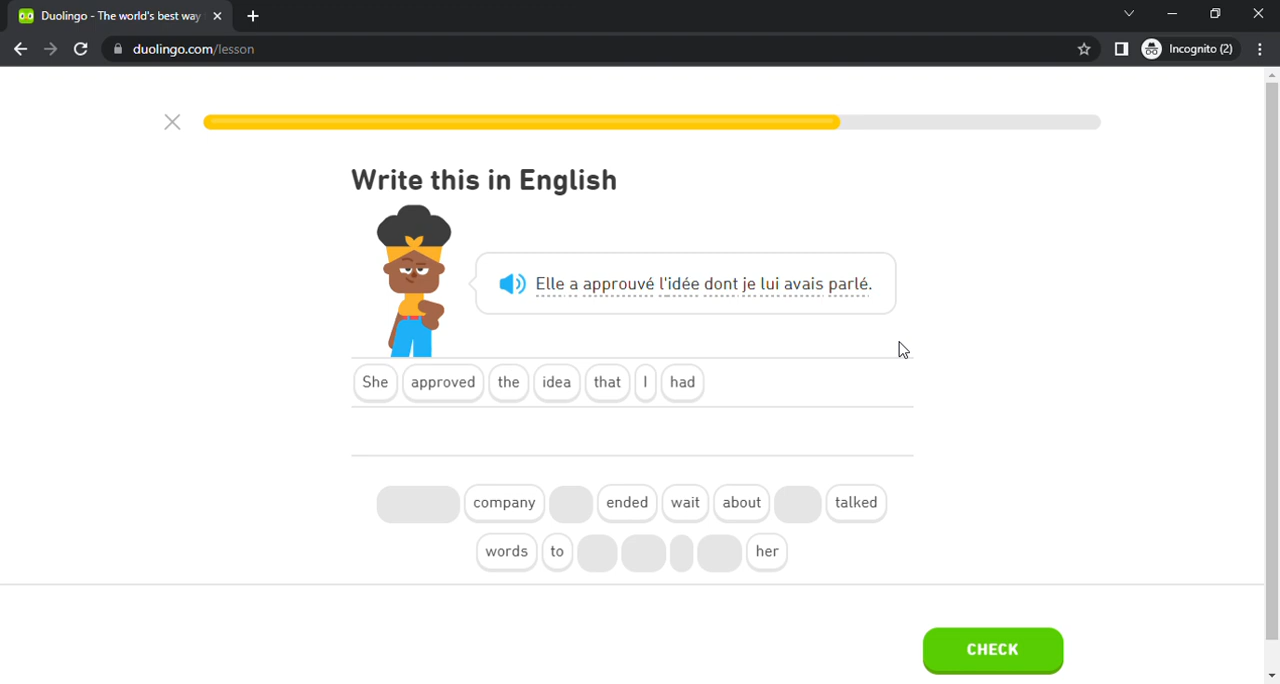 Duolingo - The world's best way
duolingo.com/lesson
Incognito (2)
Write this in English
Elle a approuvé l'idée dont je lui avais parlé.
She approved the idea that I had
company ended wait about talked
words to her
CHECK